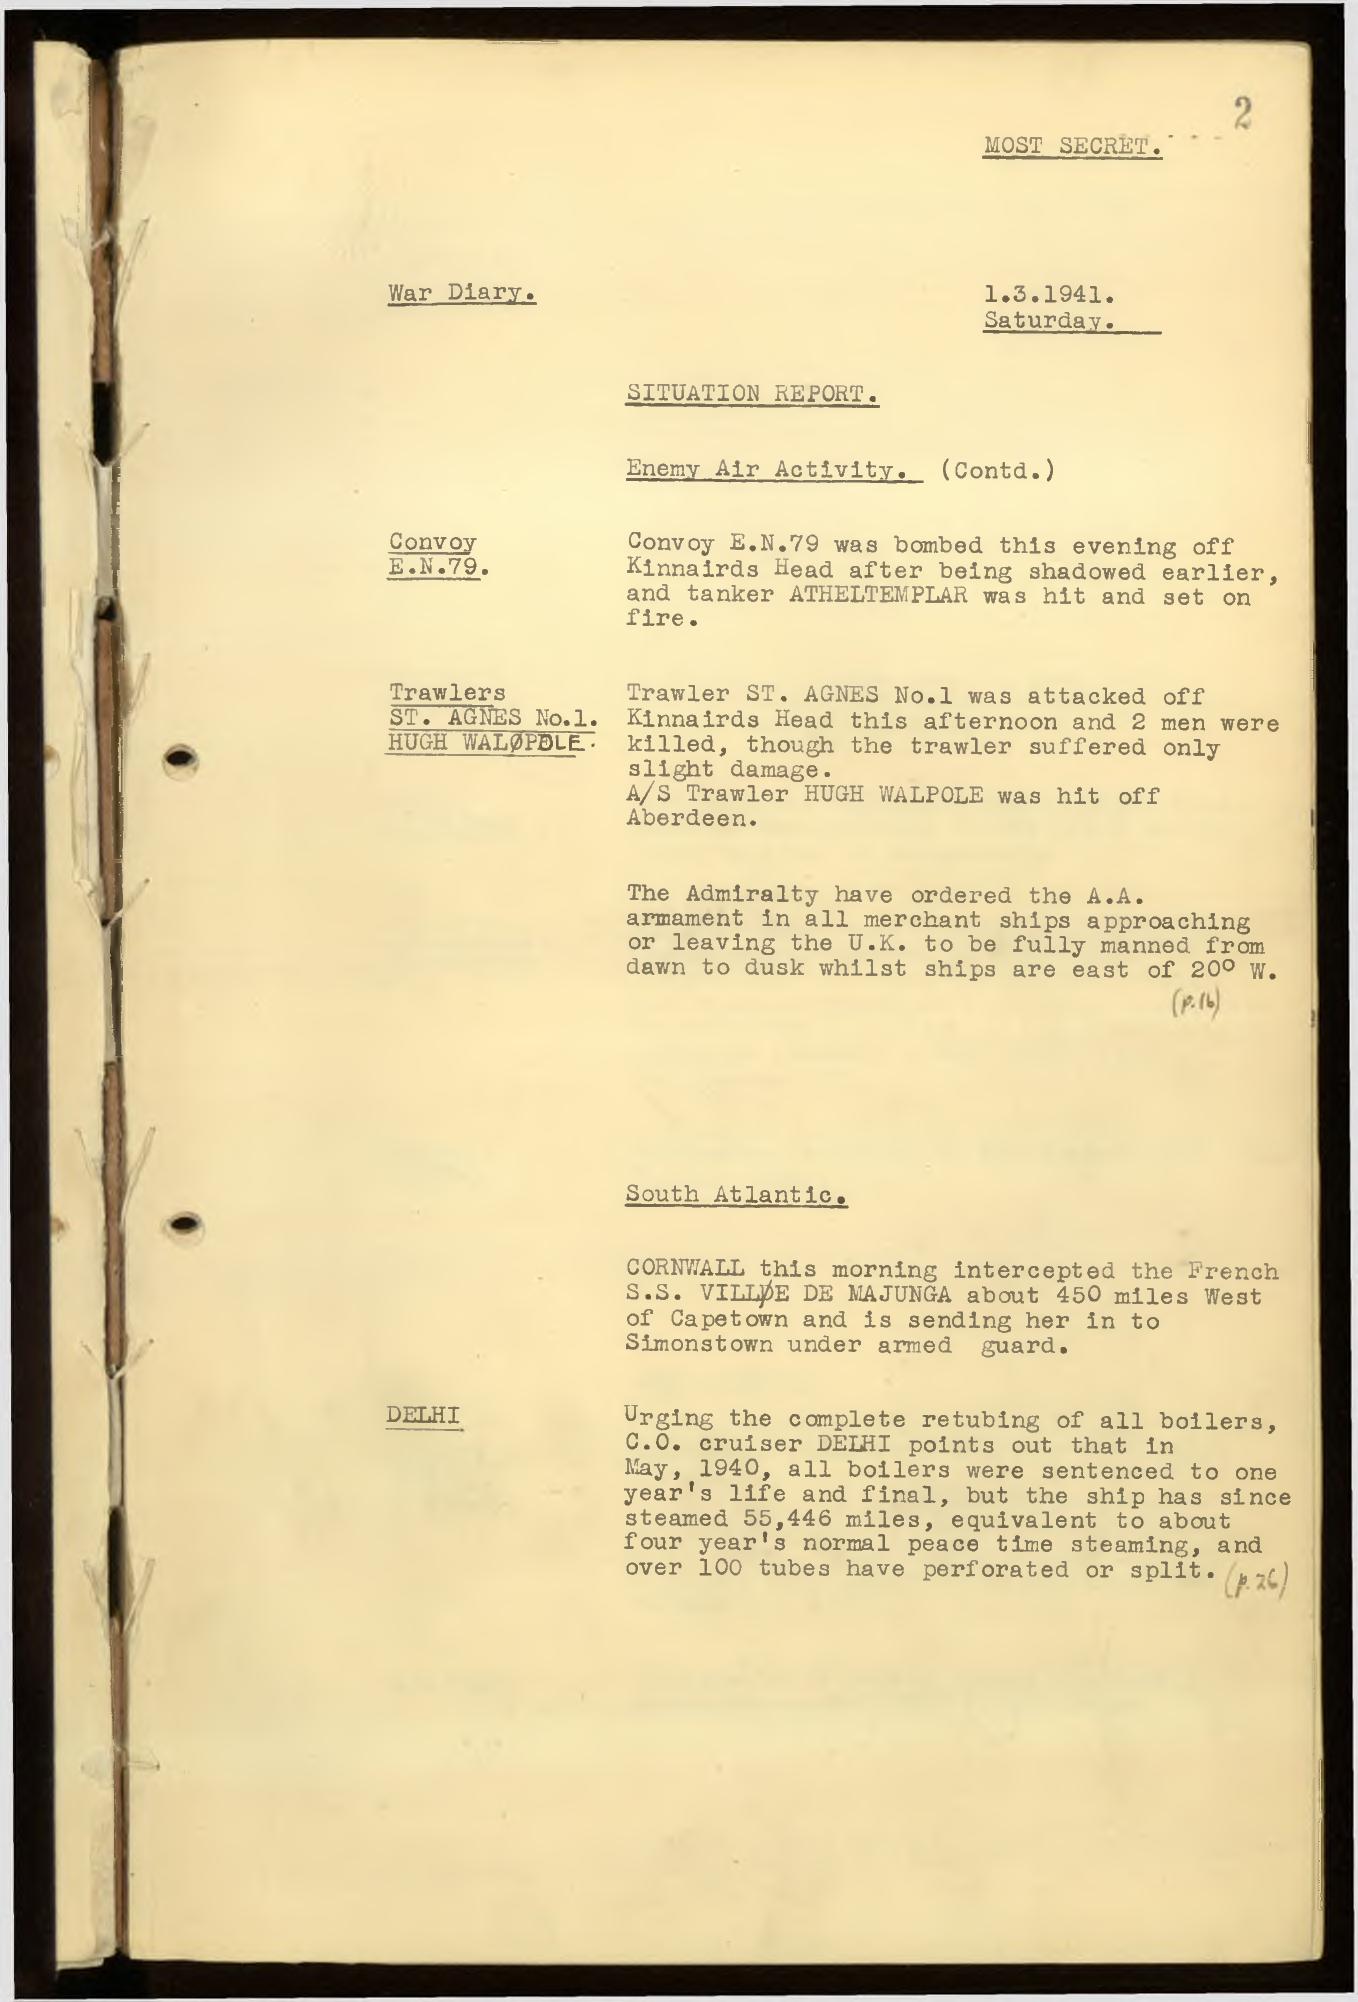 2
MOST SECRET.
War Diary.
1.3.1941.
Saturday.
SITUATION REPORT.
Enemy Air Activity. (Contd.)
Convoy
E.N.79.
Convoy E.N.79 was bombed this evening off
Kinnairds Head after being shadowed earlier,
and tanker ATHELTEMPLAR was hit and set on
fire.
Trawlers
ST. AGNES No.1.
HUGH WALPOLE.
Trawler ST. AGNES No.1 was attacked off
Kinnairds Head this afternoon and 2 men were
killed, though the trawler suffered only
slight damage.
A/S Trawler HUGH WALPOLE was hit off
Aberdeen.
The Admiralty have ordered the A.A.
armament in all merchant ships approaching
or leaving the U.K. to be fully manned from
dawn to dusk whilst ships are east of 20° W.
(p.16)
South Atlantic.
CORNWALL this morning intercepted the French
S.S. VILLE DE MAJUNGA about 450 miles West
of Capetown and is sending her in to
Simonstown under armed guard.
DELHI
Urging the complete retubing of all boilers,
C.O. cruiser DELHI points out that in
May, 1940, all boilers were sentenced to one
year's life and final, but the ship has since
steamed 55,446 miles, equivalent to about
four year's normal peace time steaming, and
over 100 tubes have perforated or split. (p.26)